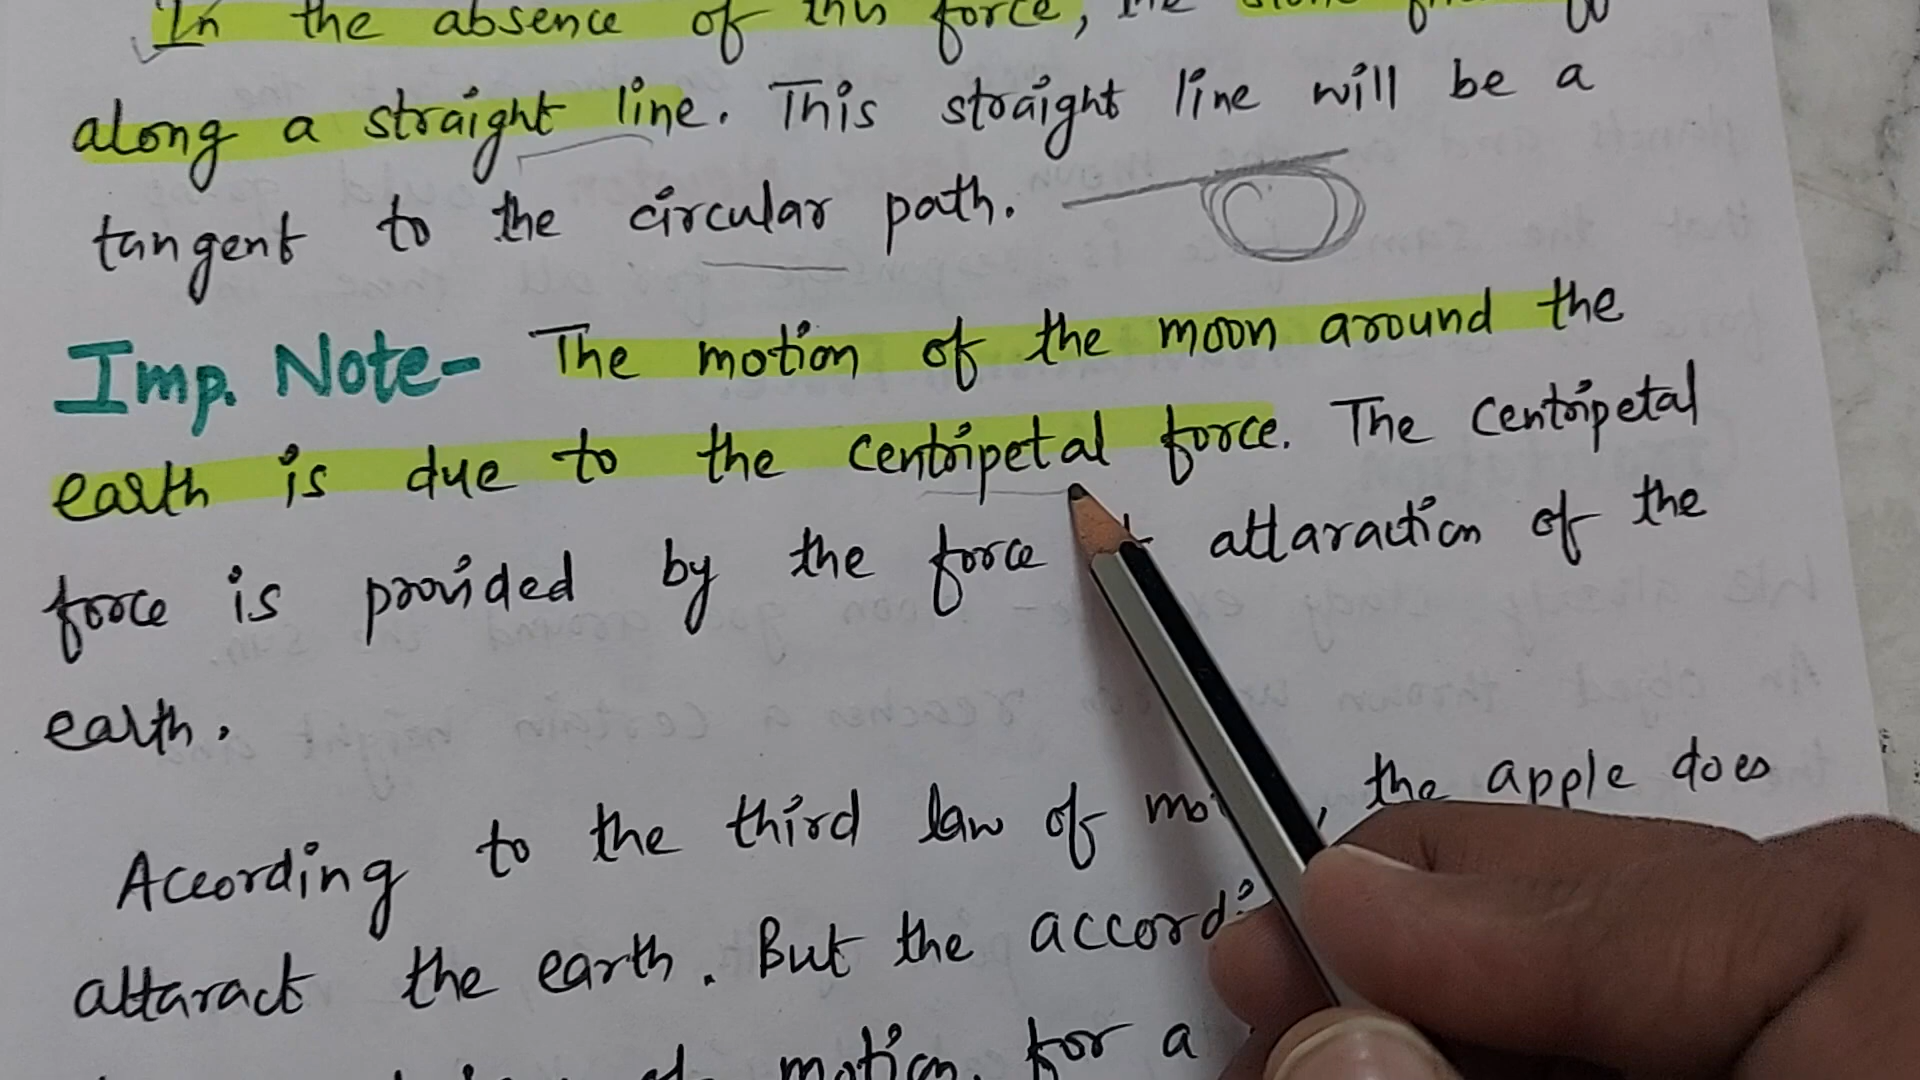 In the absence of this force, the stone
along a straight line. This straight line will be a
tangent to the circular path.
Imp. Note- The motion of the moon around the
earth is due to the centripetal force. The centripetal
force is provided by the force attaraction of the
earth.
According to the third law of mo , the apple does
attaract the earth. But the accordi
motion, for a